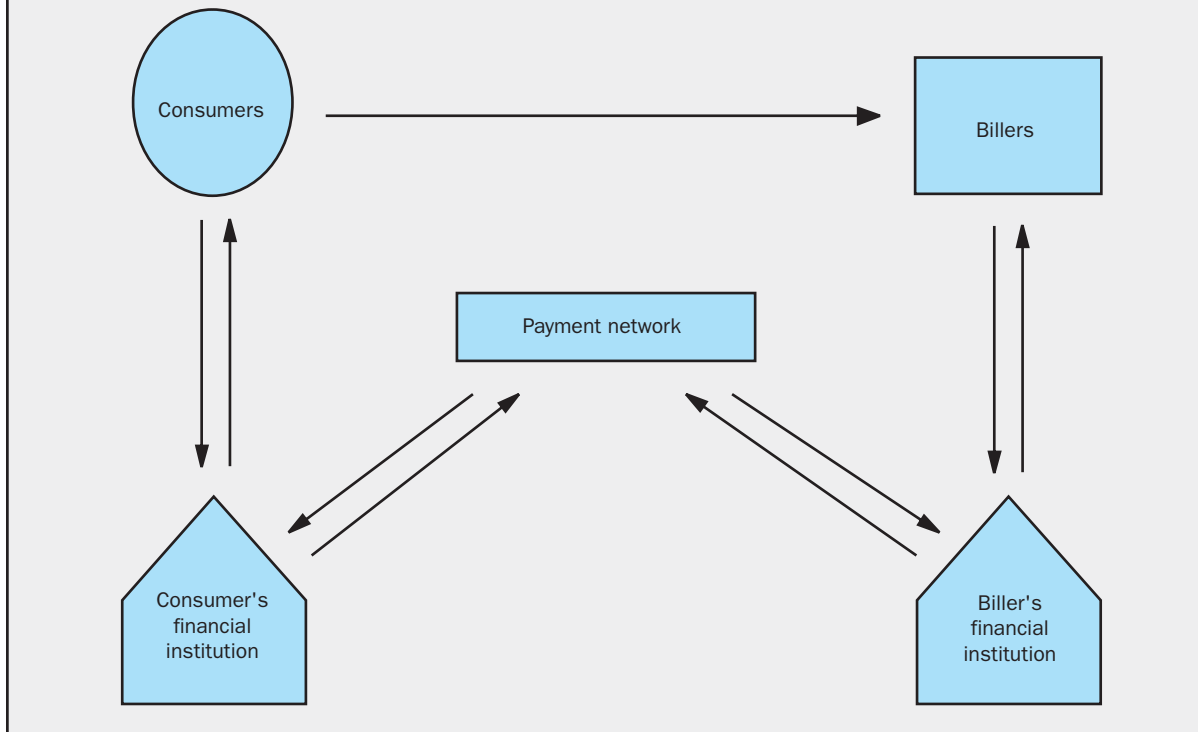 Consumers
Billers
Payment network
Consumer's
financial
institution
Biller's
financial
institution